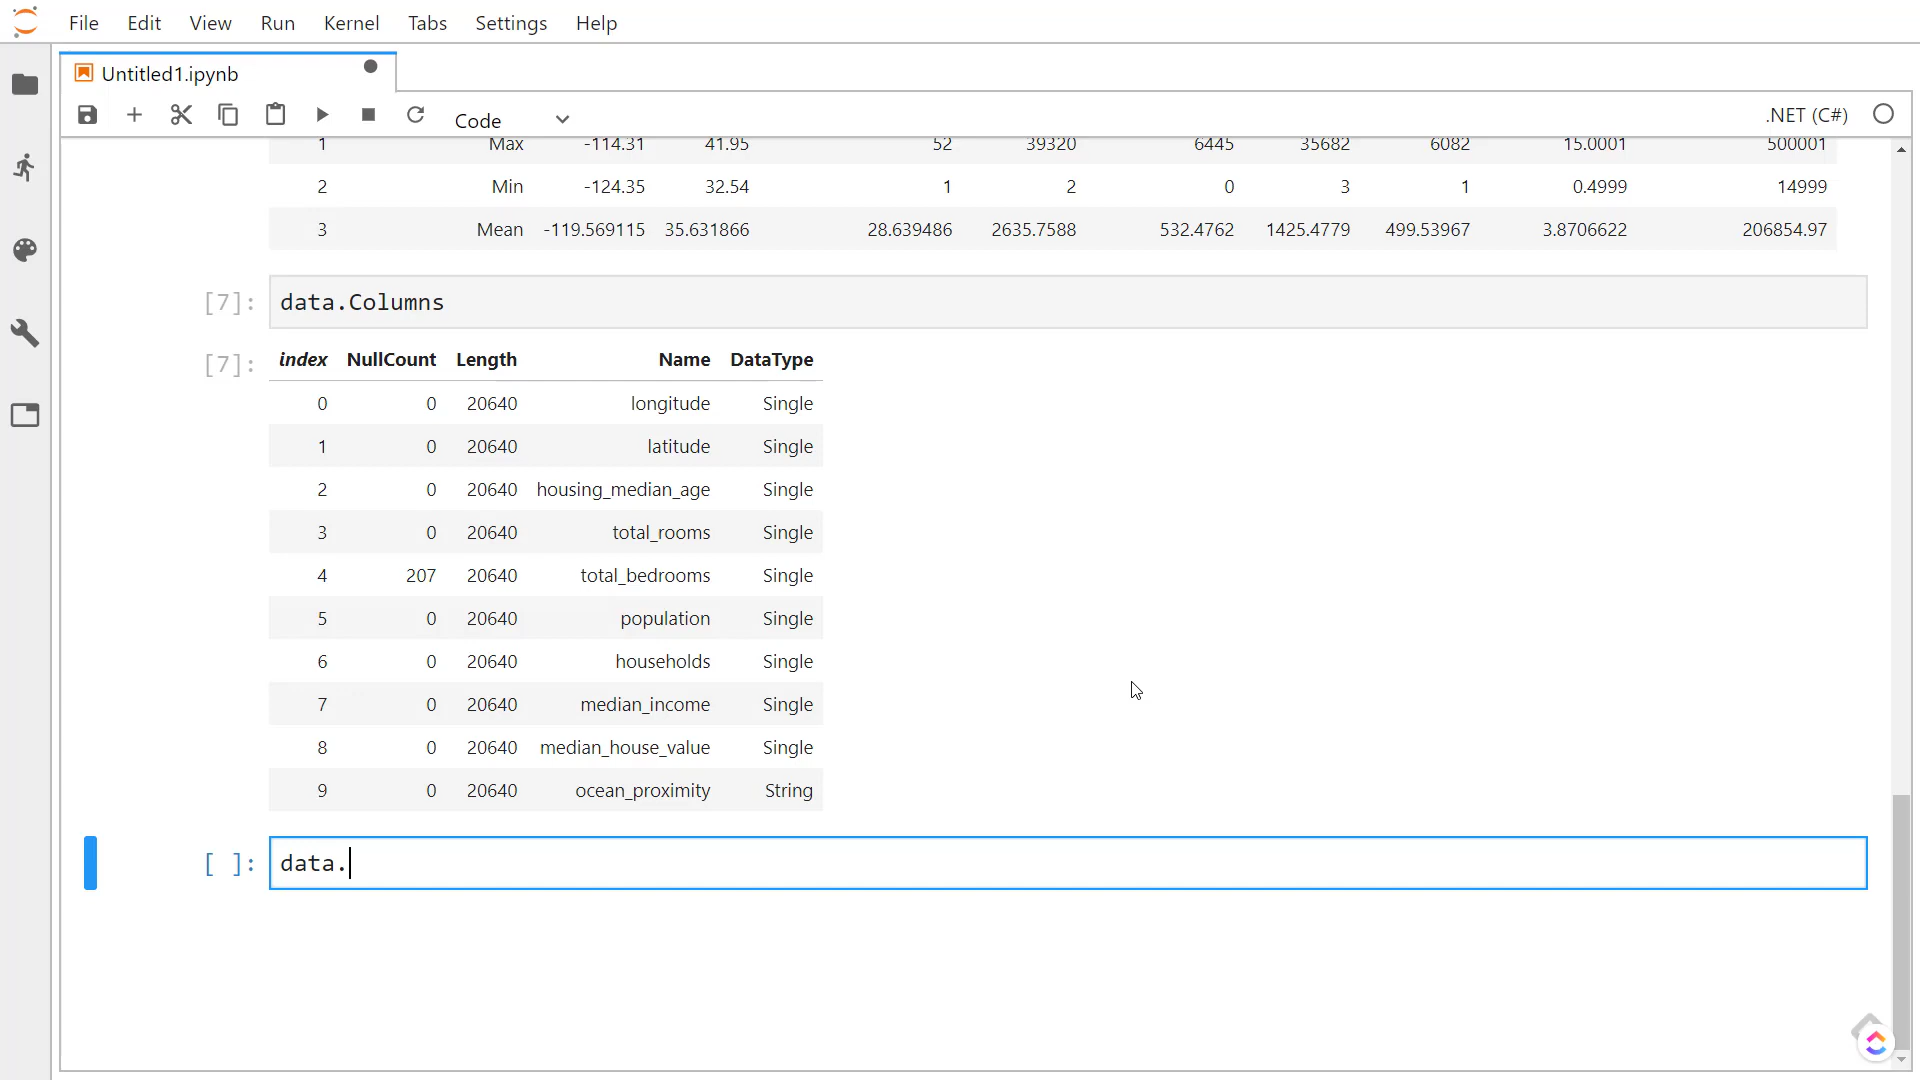 File Edit View Run Kernel Tabs Settings Help
Untitled1.ipynb
Code .NET (C#)
1 Max -114.31 41.95 52 39320 6445 35682 6082 15.0001 500001
2 Min -124.35 32.54 1 2 0 3 1 0.4999 14999
3 Mean -119.569115 35.631866 28.639486 2635.7588 532.4762 1425.4779 499.53967 3.8706622 206854.97
[7]: data.Columns
[7]: index NullCount Length Name DataType
0 0 20640 longitude Single
1 0 20640 latitude Single
2 0 20640 housing_median_age Single
3 0 20640 total_rooms Single
4 207 20640 total_bedrooms Single
5 0 20640 population Single
6 0 20640 households Single
7 0 20640 median_income Single
8 0 20640 median_house_value Single
9 0 20640 ocean_proximity String
[ ]: data.